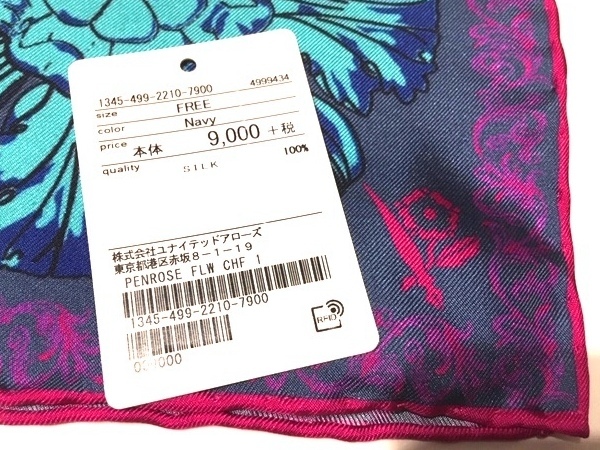 1345-499-2210-7900 4999434
size FREE
color Navy
price 本体 9,000 +税
quality SILK 100%
株式会社ユナイテッドアローズ
東京都港区赤坂8-1-19
PENROSE FLW CHF 1
1345-499-2210-7900
RFID